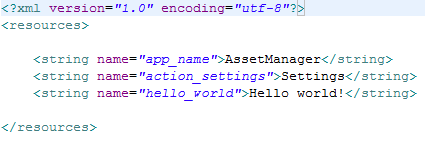 <?xml version="1.0" encoding="utf-8"?>
<resources>
<string name="app_name">AssetManager</string>
<string name="action_settings">Settings</string>
<string name="hello_world">Hello world!</string>
</resources>